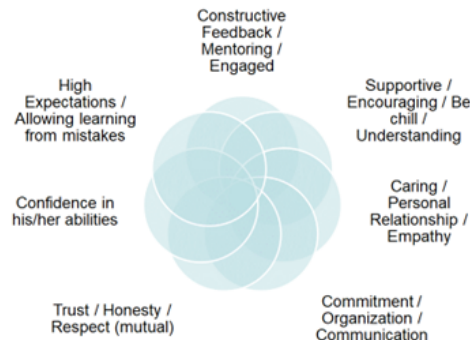 Constructive
Feedback /
Mentoring /
Engaged
Supportive /
Encouraging / Be
chill /
Understanding
Caring /
Personal
Relationship /
Empathy
Commitment /
Organization /
Communication
Trust / Honesty /
Respect (mutual)
Confidence in
his/her abilities
High
Expectations /
Allowing learning
from mistakes